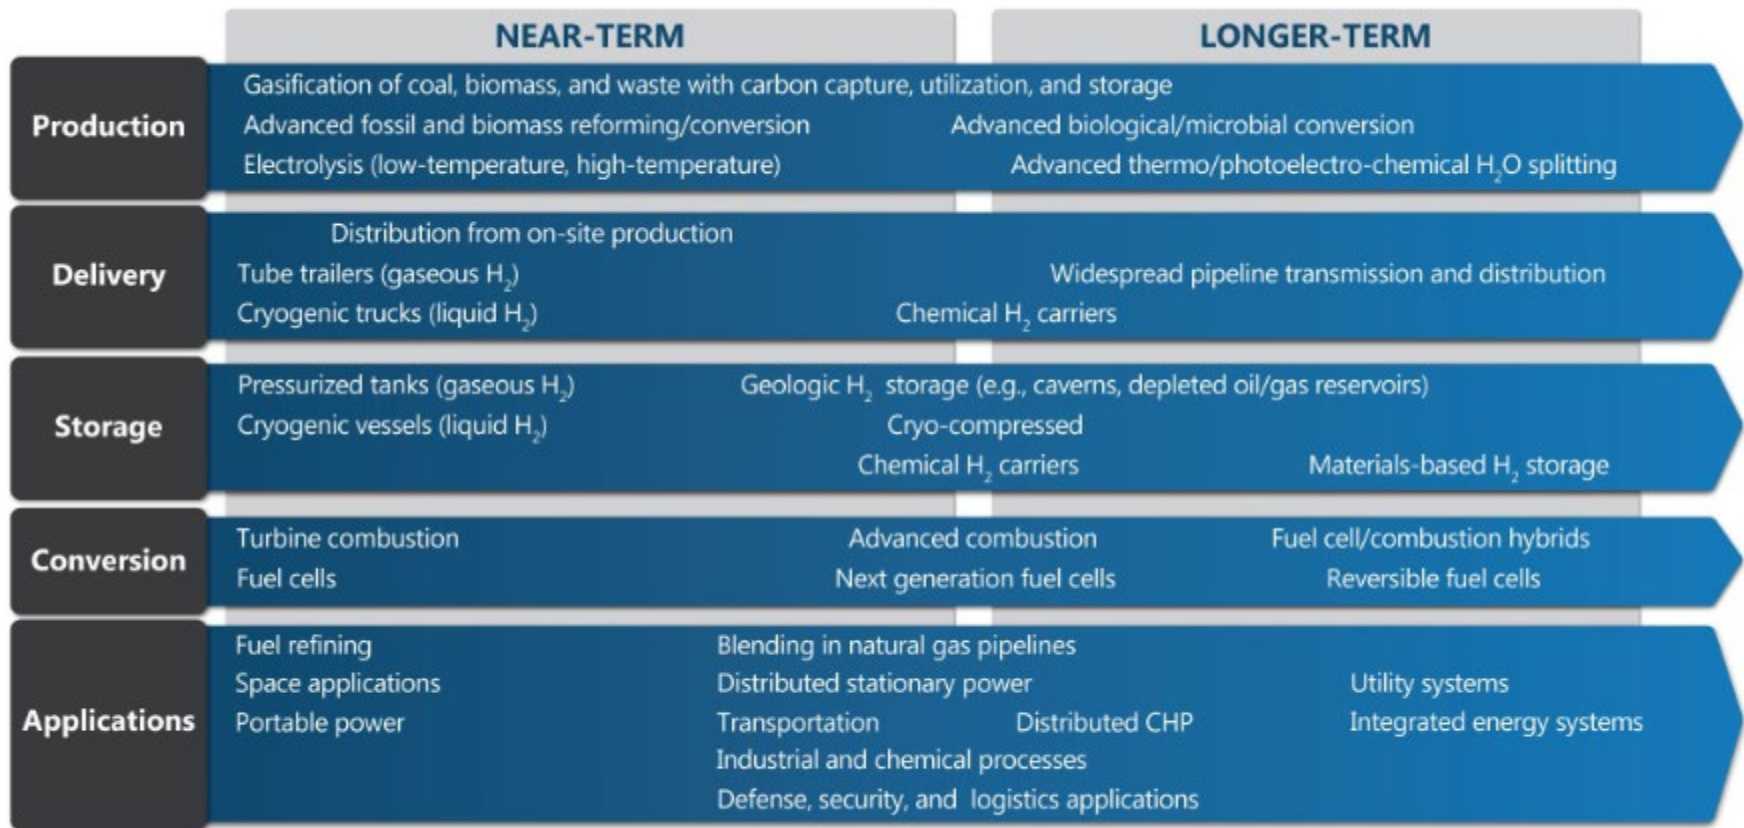 NEAR-TERM LONGER-TERM
Production
Gasification of coal, biomass, and waste with carbon capture, utilization, and storage
Advanced fossil and biomass reforming/conversion Advanced biological/microbial conversion
Electrolysis (low-temperature, high-temperature) Advanced thermo/photoelectro-chemical H₂O splitting
Delivery
Distribution from on-site production
Tube trailers (gaseous H₂) Widespread pipeline transmission and distribution
Cryogenic trucks (liquid H₂) Chemical H₂ carriers
Storage
Pressurized tanks (gaseous H₂) Geologic H₂ storage (e.g., caverns, depleted oil/gas reservoirs)
Cryogenic vessels (liquid H₂) Cryo-compressed
Chemical H₂ carriers Materials-based H₂ storage
Conversion
Turbine combustion Advanced combustion Fuel cell/combustion hybrids
Fuel cells Next generation fuel cells Reversible fuel cells
Applications
Fuel refining Blending in natural gas pipelines
Space applications Distributed stationary power Utility systems
Portable power Transportation Distributed CHP Integrated energy systems
Industrial and chemical processes
Defense, security, and logistics applications